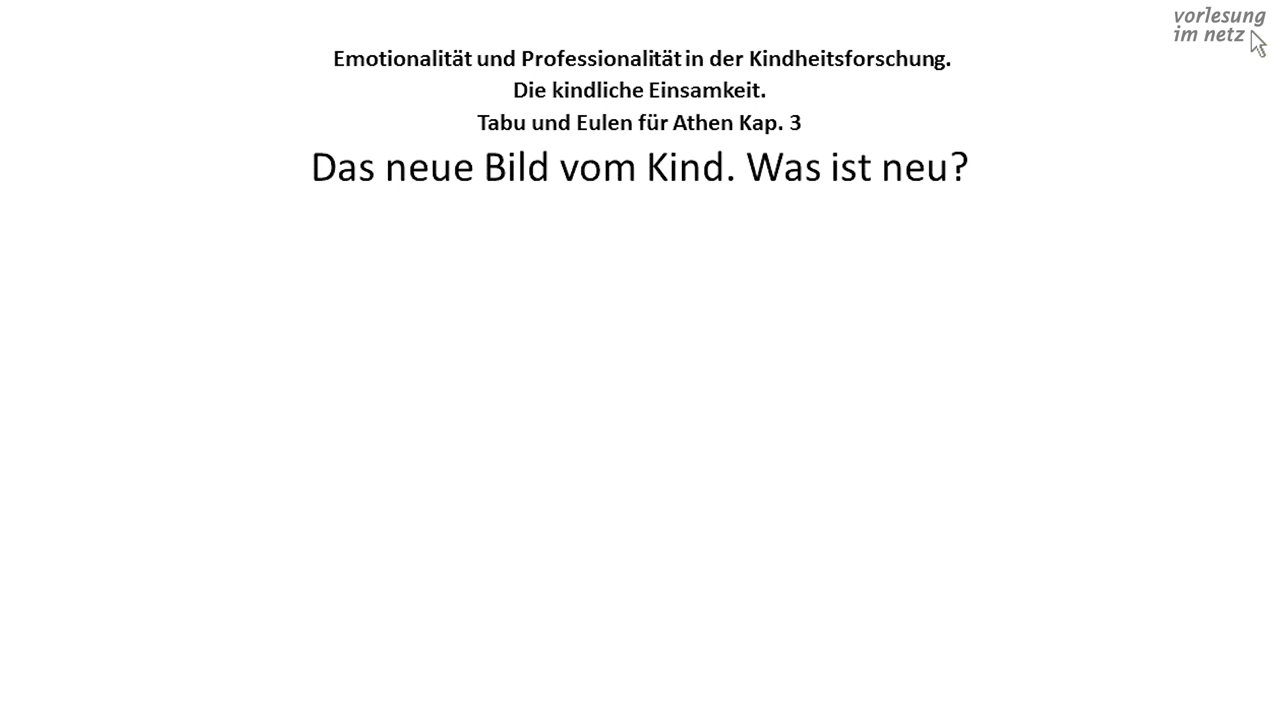 vorlesung
im netz
Emotionalität und Professionalität in der Kindheitsforschung.
Die kindliche Einsamkeit.
Tabu und Eulen für Athen Kap. 3
Das neue Bild vom Kind. Was ist neu?